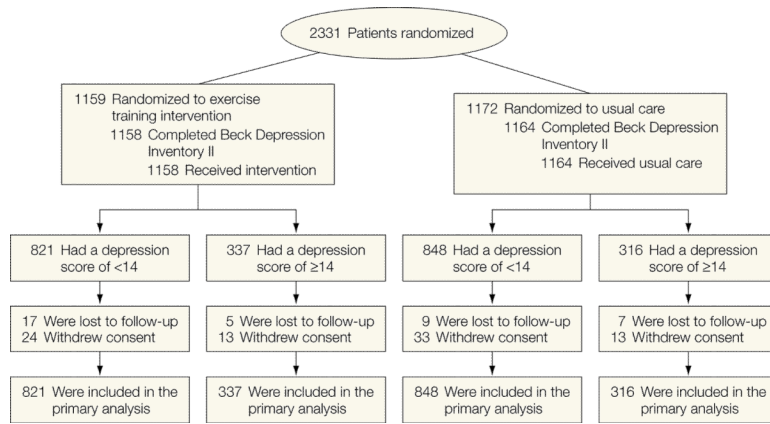 2331 Patients randomized
1159 Randomized to exercise
training intervention
1158 Completed Beck Depression
Inventory II
1158 Received intervention
1172 Randomized to usual care
1164 Completed Beck Depression
Inventory II
1164 Received usual care
821 Had a depression
score of <14
337 Had a depression
score of ≥14
848 Had a depression
score of <14
316 Had a depression
score of ≥14
17 Were lost to follow-up
24 Withdrew consent
5 Were lost to follow-up
13 Withdrew consent
9 Were lost to follow-up
33 Withdrew consent
7 Were lost to follow-up
13 Withdrew consent
821 Were included in the
primary analysis
337 Were included in the
primary analysis
848 Were included in the
primary analysis
316 Were included in the
primary analysis